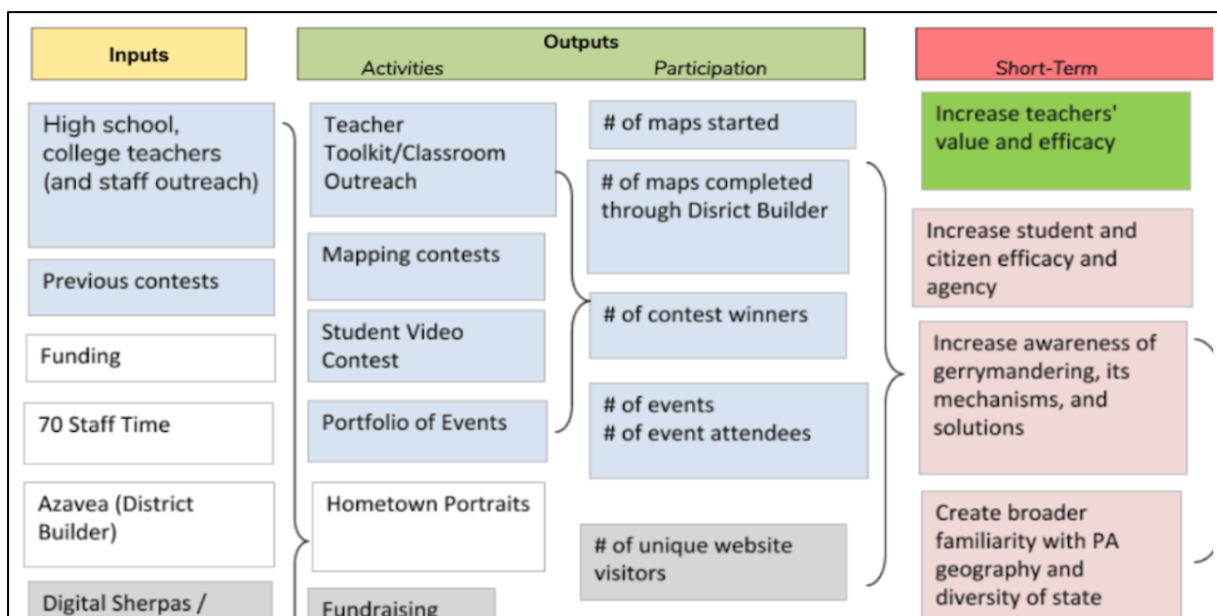 Inputs
Outputs
Activities
Participation
Short-Term
High school,
college teachers
(and staff outreach)
Previous contests
Funding
70 Staff Time
Azavea (District
Builder)
Digital Sherpas /
Teacher
Toolkit/Classroom
Outreach
Mapping contests
Student Video
Contest
Portfolio of Events
Hometown Portraits
Fundraising
# of maps started
# of maps completed
through Disrict Builder
# of contest winners
# of events
# of event attendees
# of unique website
visitors
Increase teachers'
value and efficacy
Increase student and
citizen efficacy and
agency
Increase awareness of
gerrymandering, its
mechanisms, and
solutions
Create broader
familiarity with PA
geography and
diversity of state